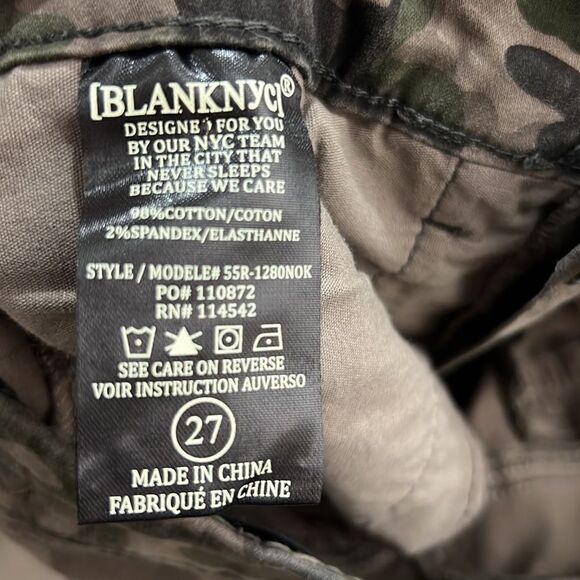 [BLANKNYC]®
DESIGNED FOR YOU
BY OUR NYC TEAM
IN THE CITY THAT
NEVER SLEEPS
BECAUSE WE CARE
98%COTTON/COTON
2%SPANDEX/ELASTHANNE
STYLE / MODELE# 55R-1280NOK
PO# 110872
RN# 114542
SEE CARE ON REVERSE
VOIR INSTRUCTION AUVERSO
27
MADE IN CHINA
FABRIQUÉ EN CHINE